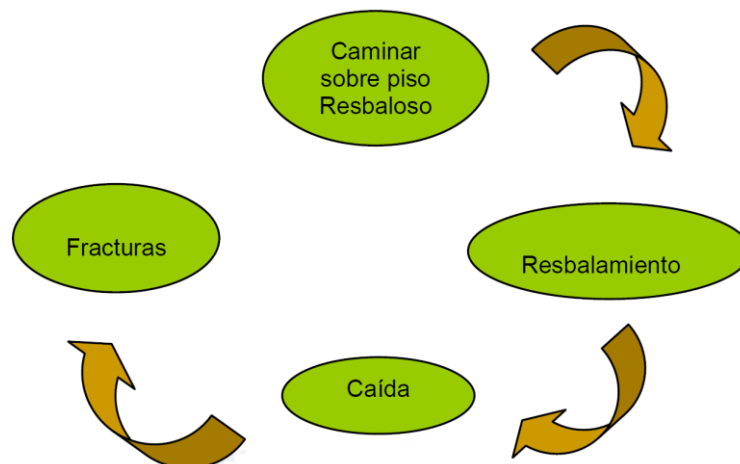 Caminar
sobre piso
Resbaloso
Fracturas
Resbalamiento
Caída